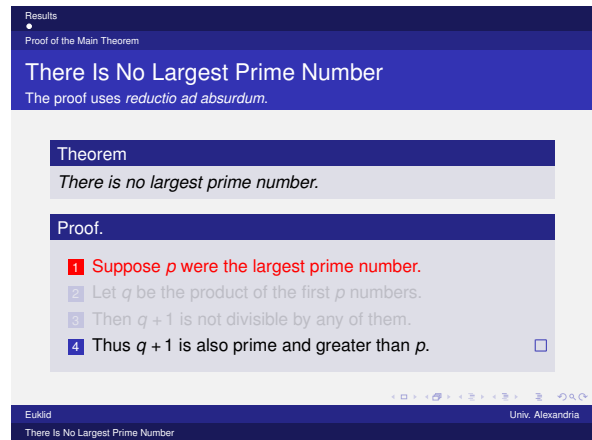 Results
Proof of the Main Theorem
There Is No Largest Prime Number
The proof uses reductio ad absurdum.
Theorem
There is no largest prime number.
Proof.
1 Suppose p were the largest prime number.
2 Let q be the product of the first p numbers.
3 Then q + 1 is not divisible by any of them.
4 Thus q + 1 is also prime and greater than p.
Euklid Univ. Alexandria
There Is No Largest Prime Number